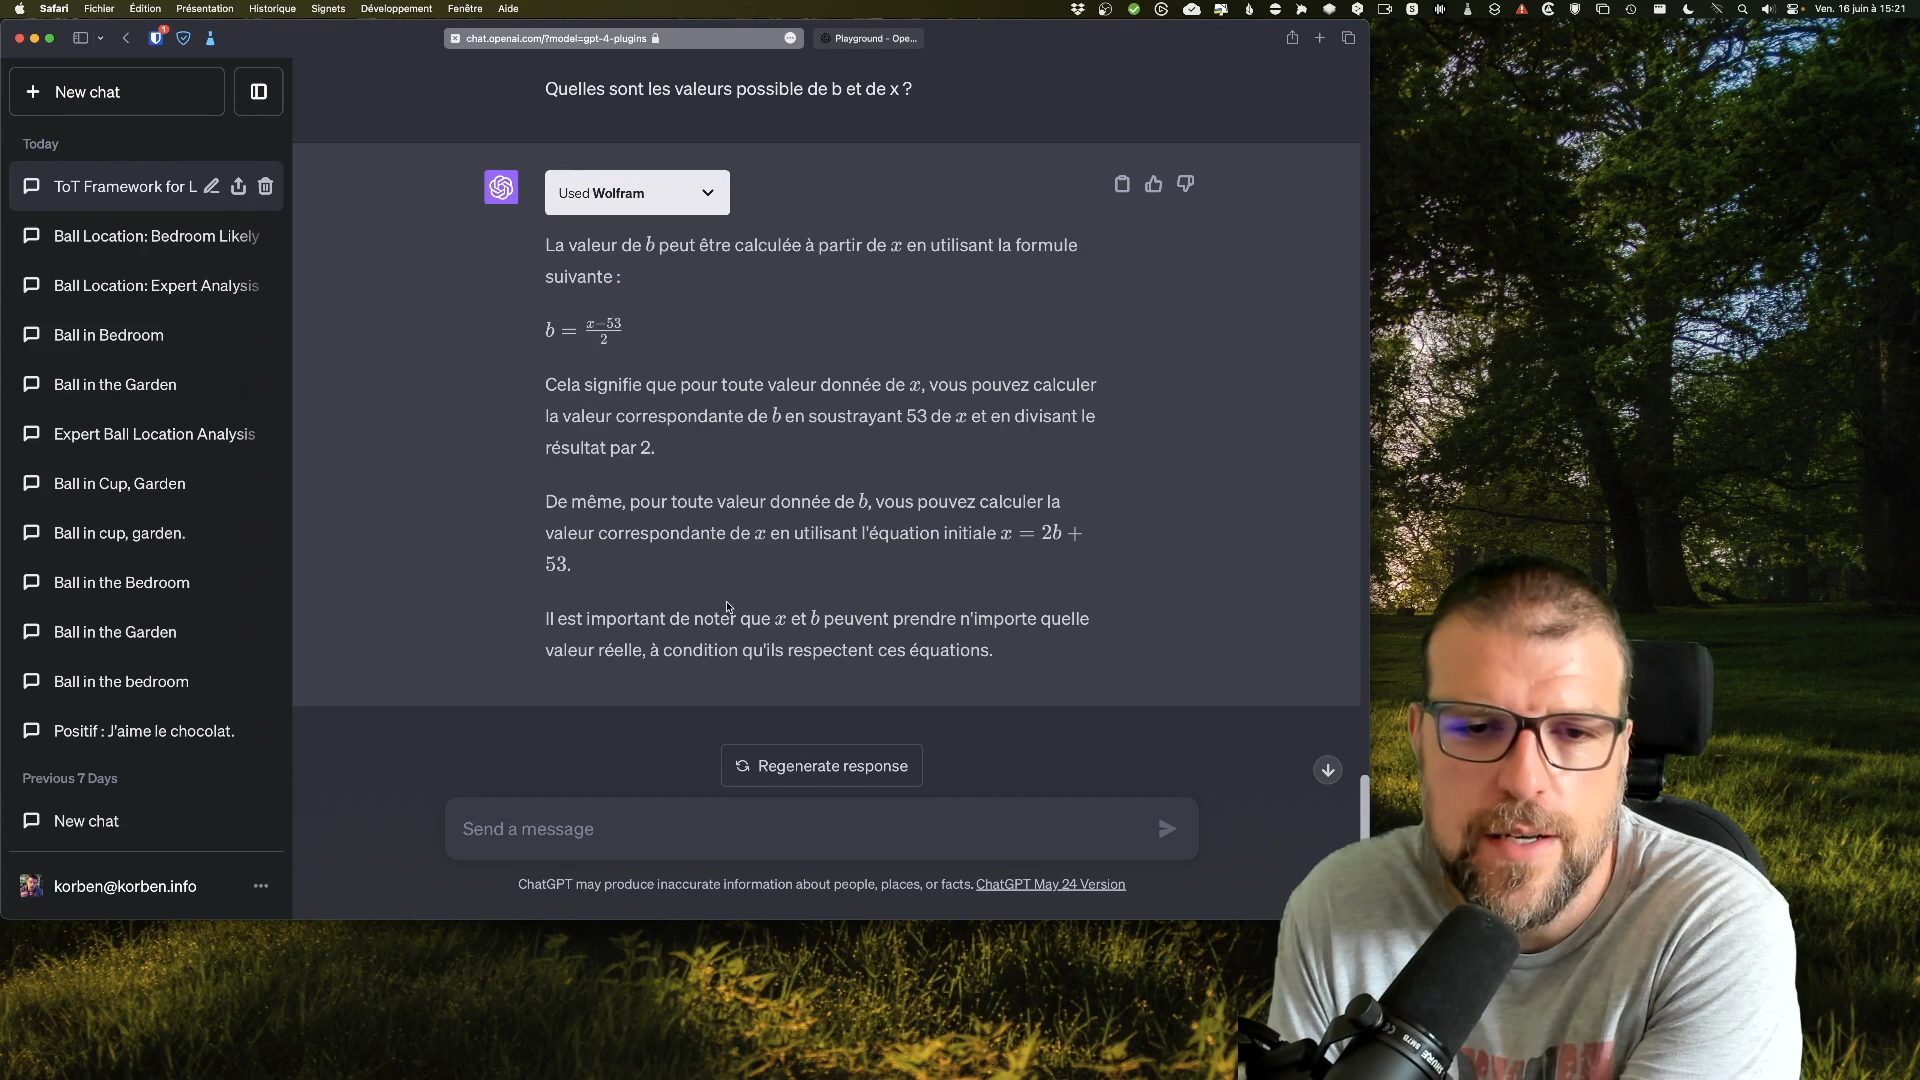 Safari Fichier Édition Présentation Historique Signets Développement Fenêtre Aide
Ven. 16 juin à 15:21
chat.openai.com/?model=gpt-4-plugins
Playground - Ope...
New chat
Today
ToT Framework for L
Ball Location: Bedroom Likely
Ball Location: Expert Analysis
Ball in Bedroom
Ball in the Garden
Expert Ball Location Analysis
Ball in Cup, Garden
Ball in cup, garden.
Ball in the Bedroom
Ball in the Garden
Ball in the bedroom
Positif : J'aime le chocolat.
Previous 7 Days
New chat
korben@korben.info
Quelles sont les valeurs possible de b et de x ?
Used Wolfram
La valeur de b peut être calculée à partir de x en utilisant la formule
suivante :
b = \frac{x-53}{2}
Cela signifie que pour toute valeur donnée de x, vous pouvez calculer
la valeur correspondante de b en soustrayant 53 de x et en divisant le
résultat par 2.
De même, pour toute valeur donnée de b, vous pouvez calculer la
valeur correspondante de x en utilisant l'équation initiale x = 2b +
53.
Il est important de noter que x et b peuvent prendre n'importe quelle
valeur réelle, à condition qu'ils respectent ces équations.
Regenerate response
Send a message
ChatGPT may produce inaccurate information about people, places, or facts. ChatGPT May 24 Version
SHURE SM7B